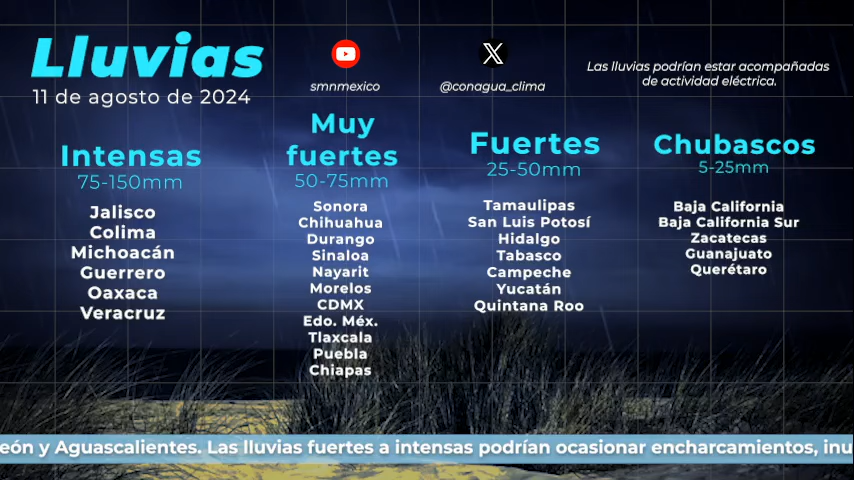 Lluvias
11 de agosto de 2024
smnmexico
@conagua_clima
Las lluvias podrían estar acompañadas
de actividad eléctrica.
Intensas
75-150mm
Jalisco
Colima
Michoacán
Guerrero
Oaxaca
Veracruz
Muy
fuertes
50-75mm
Sonora
Chihuahua
Durango
Sinaloa
Nayarit
Morelos
CDMX
Edo. Méx.
Tlaxcala
Puebla
Chiapas
Fuertes
25-50mm
Tamaulipas
San Luis Potosí
Hidalgo
Tabasco
Campeche
Yucatán
Quintana Roo
Chubascos
5-25mm
Baja California
Baja California Sur
Zacatecas
Guanajuato
Querétaro
eón y Aguascalientes. Las lluvias fuertes a intensas podrían ocasionar encharcamientos, inu